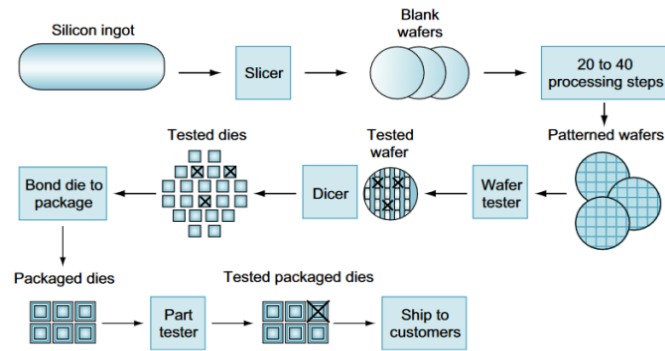 Silicon ingot
Slicer
Blank
wafers
20 to 40
processing steps
Tested dies
Tested
wafer
Patterned wafers
Bond die to
package
Dicer
Wafer
tester
Packaged dies
Tested packaged dies
Part
tester
Ship to
customers